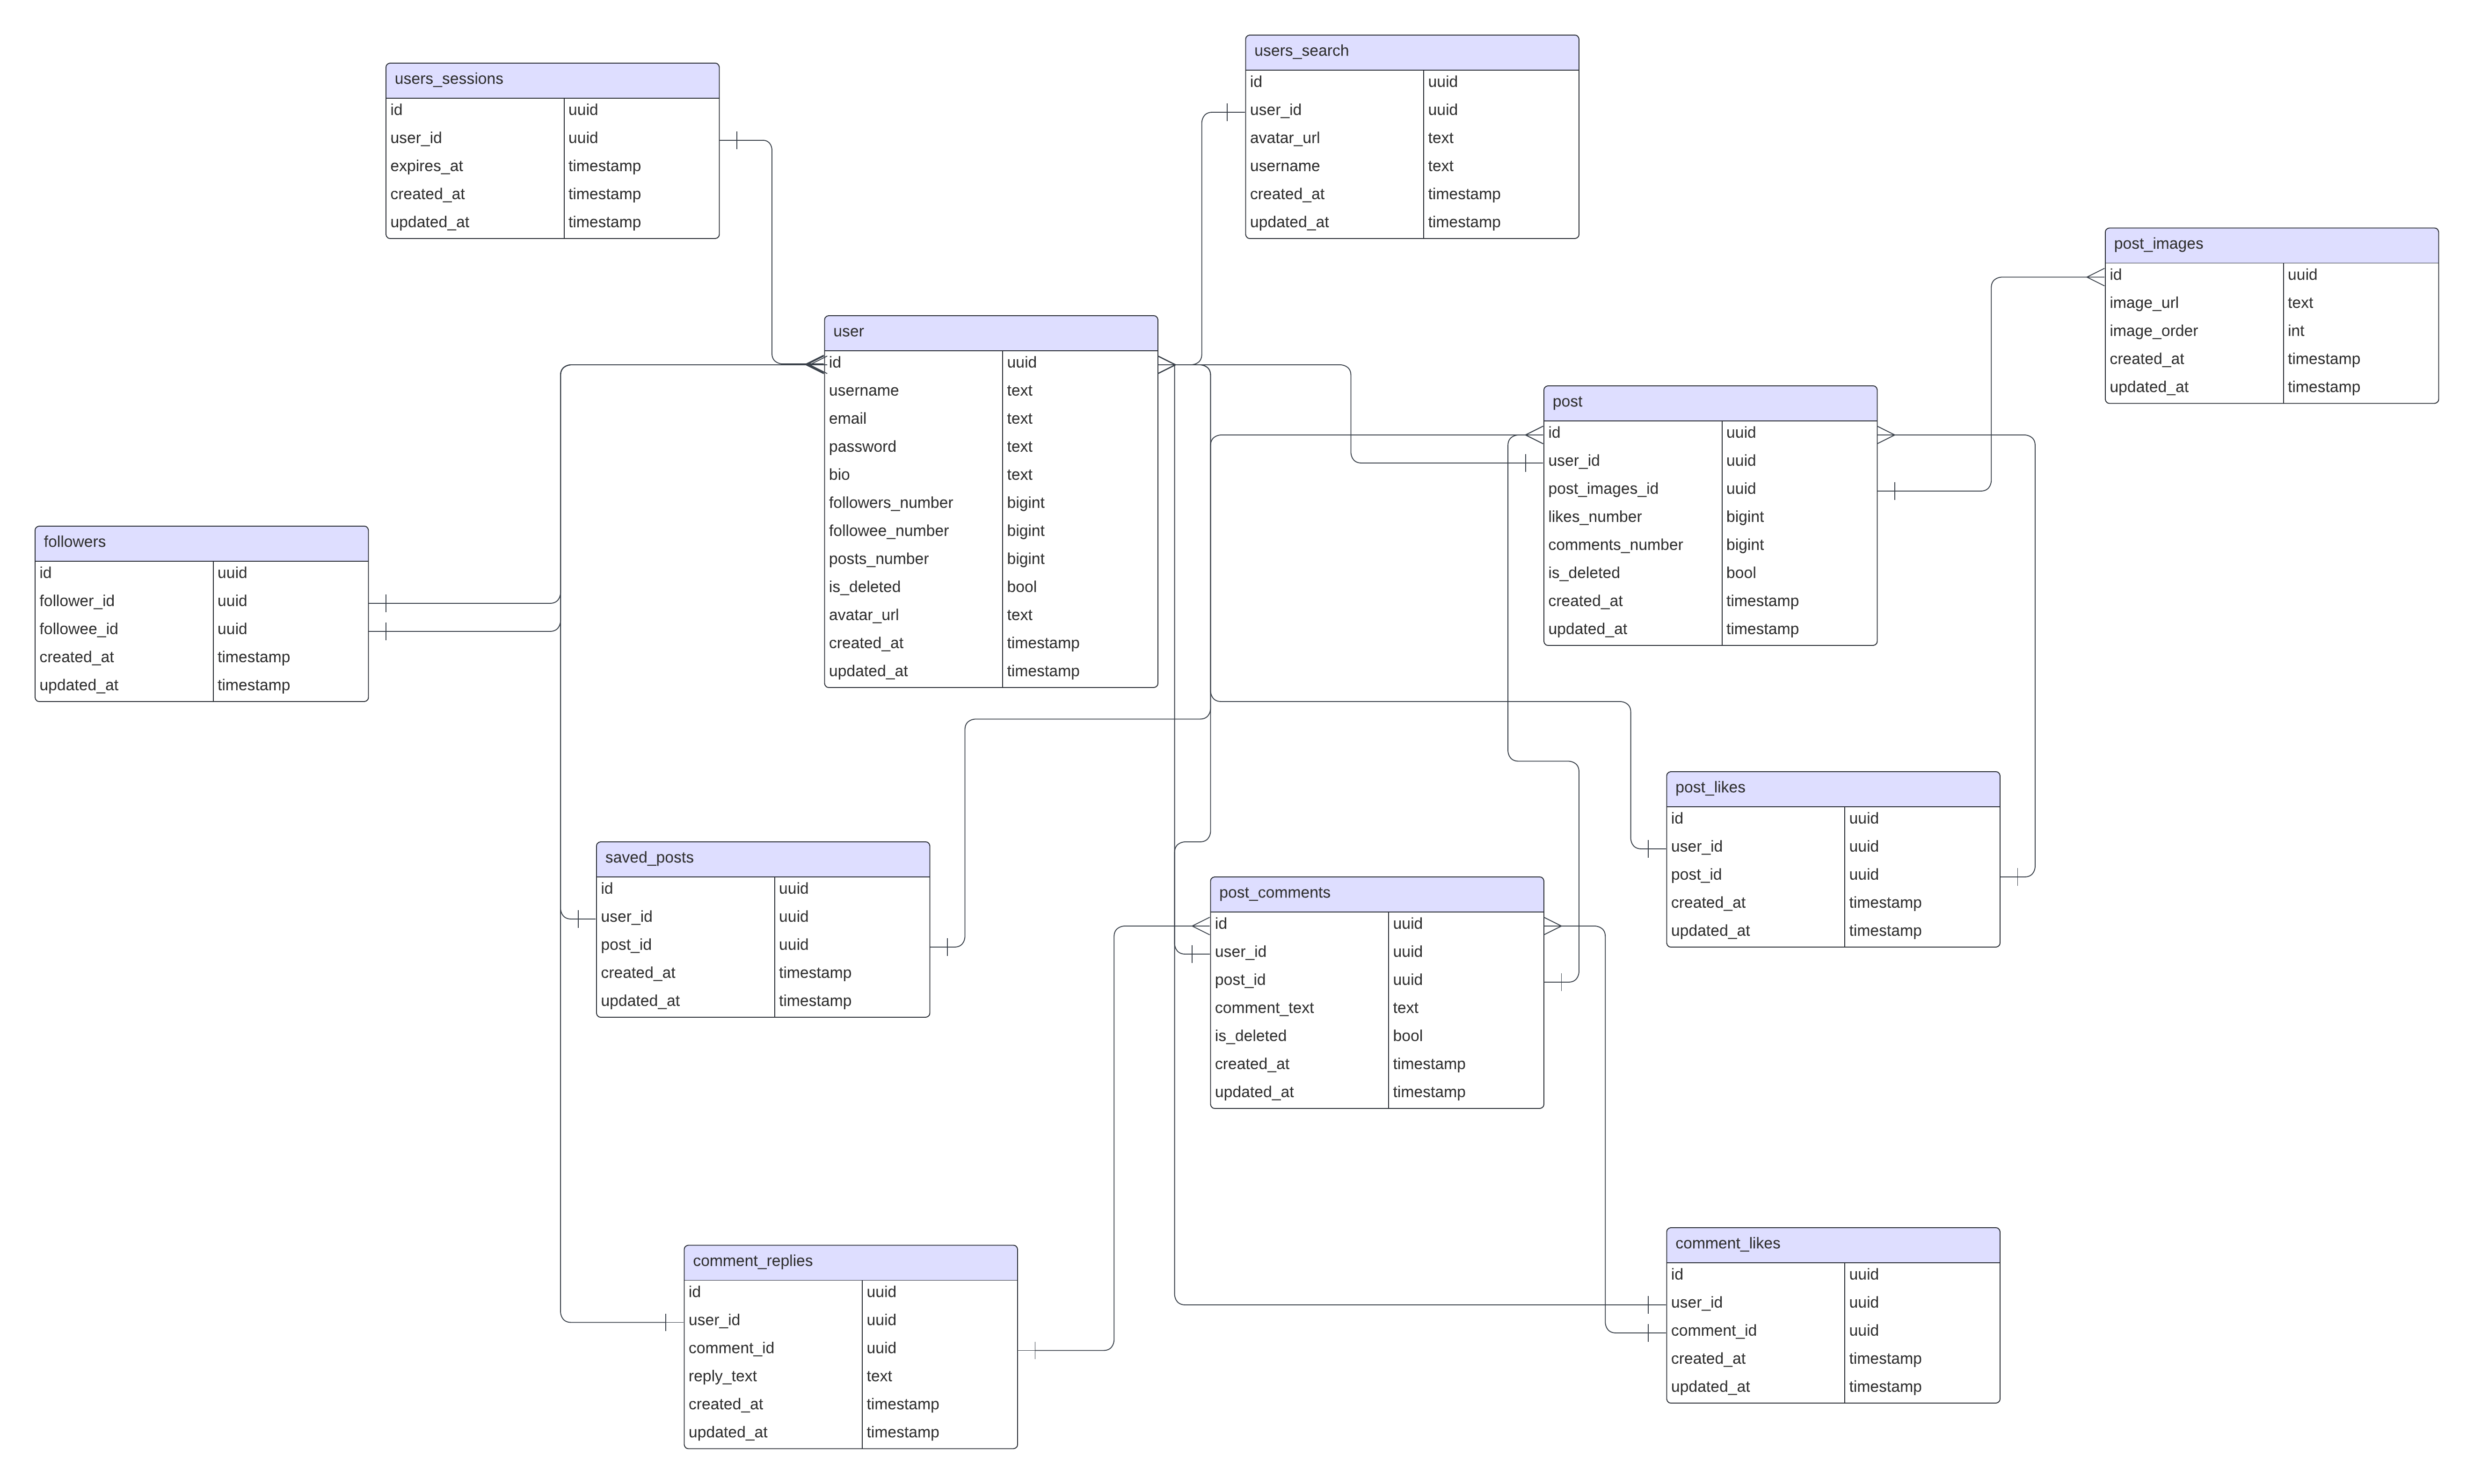 users_sessions
id uuid
user_id uuid
expires_at timestamp
created_at timestamp
updated_at timestamp
users_search
id uuid
user_id uuid
avatar_url text
username text
created_at timestamp
updated_at timestamp
post_images
id uuid
image_url text
image_order int
created_at timestamp
updated_at timestamp
user
id uuid
username text
email text
password text
bio text
followers_number bigint
followee_number bigint
posts_number bigint
is_deleted bool
avatar_url text
created_at timestamp
updated_at timestamp
post
id uuid
user_id uuid
post_images_id uuid
likes_number bigint
comments_number bigint
is_deleted bool
created_at timestamp
updated_at timestamp
followers
id uuid
follower_id uuid
followee_id uuid
created_at timestamp
updated_at timestamp
post_likes
id uuid
user_id uuid
post_id uuid
created_at timestamp
updated_at timestamp
saved_posts
id uuid
user_id uuid
post_id uuid
created_at timestamp
updated_at timestamp
post_comments
id uuid
user_id uuid
post_id uuid
comment_text text
is_deleted bool
created_at timestamp
updated_at timestamp
comment_replies
id uuid
user_id uuid
comment_id uuid
reply_text text
created_at timestamp
updated_at timestamp
comment_likes
id uuid
user_id uuid
comment_id uuid
created_at timestamp
updated_at timestamp